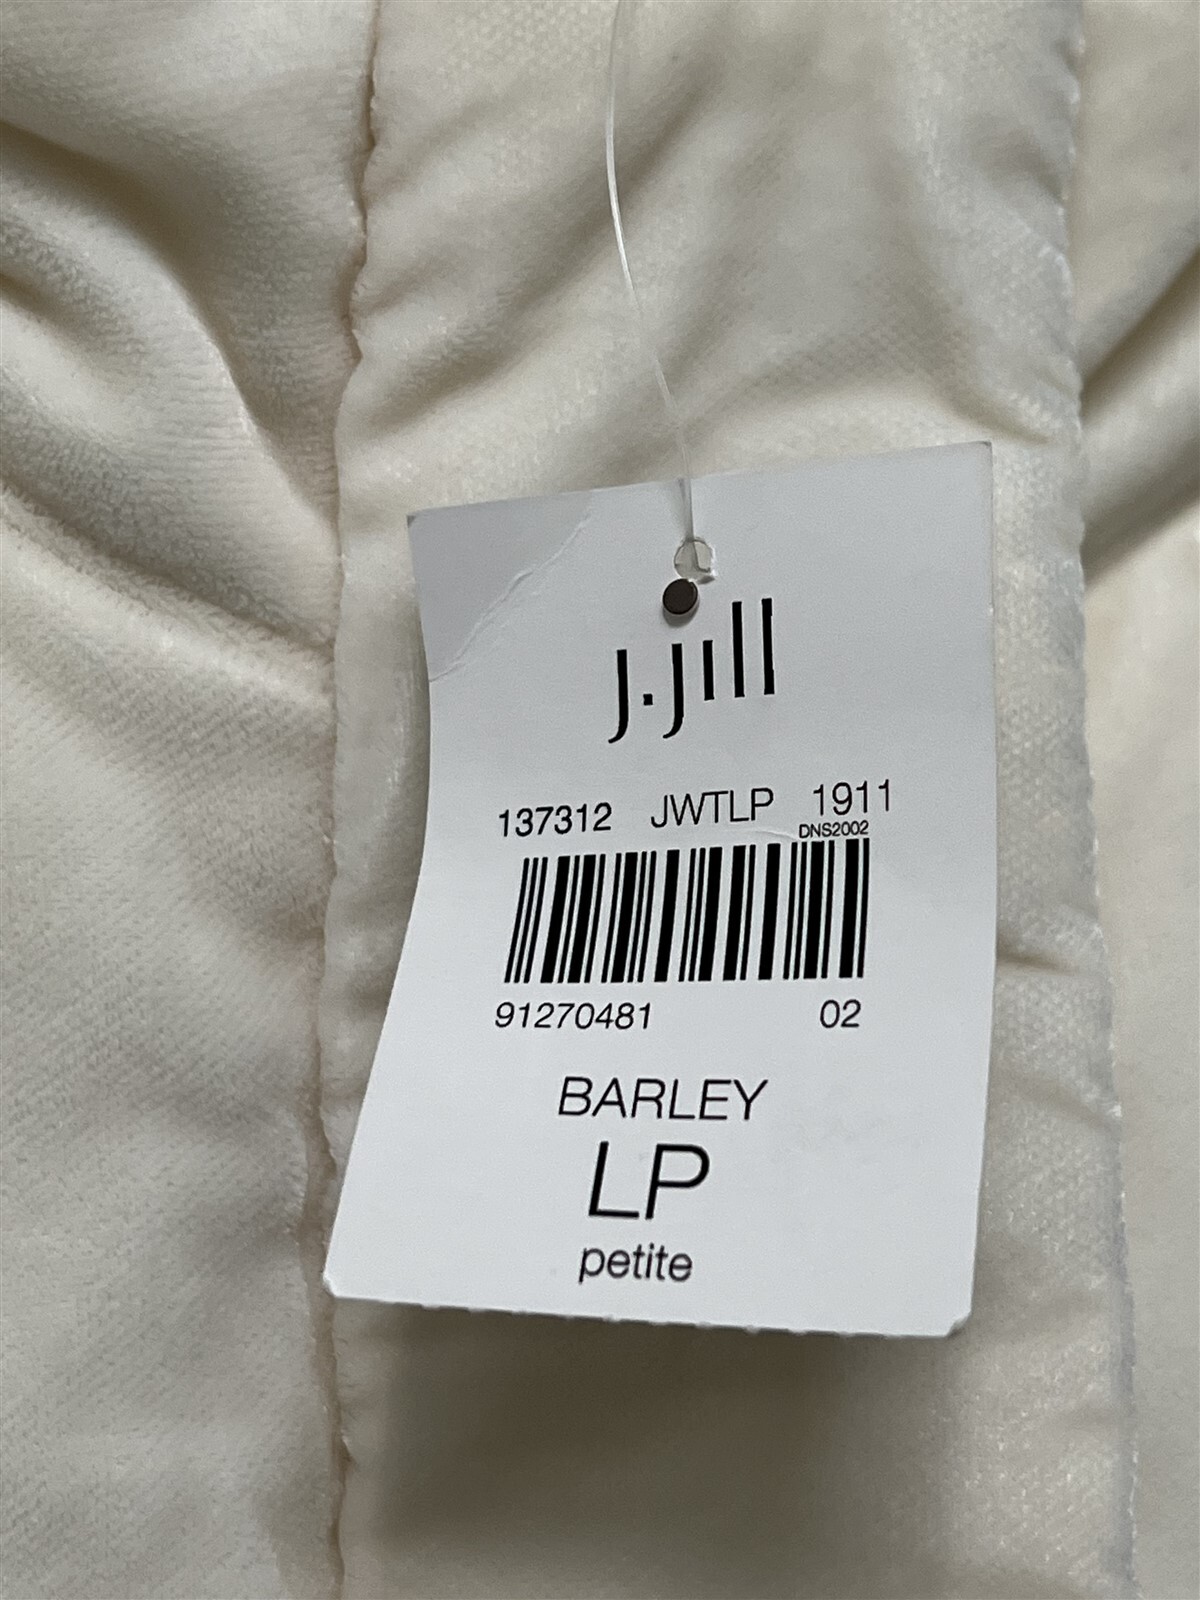 J.Jill
137312 JWTLP 1911
DNS2002
91270481 02
BARLEY
LP
petite